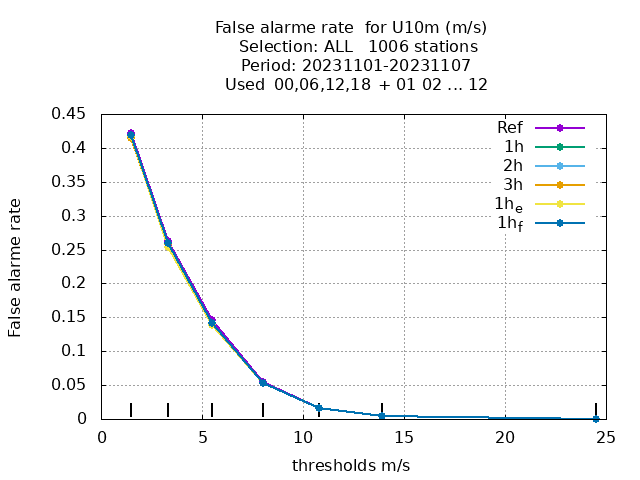 False alarme rate  for U10m (m/s)
Selection: ALL   1006 stations
Period: 20231101-20231107
Used  00,06,12,18 + 01 02 ... 12
0.45
0.4
0.35
0.3
0.25
0.2
0.15
0.1
0.05
0
False alarme rate
Ref
1h
2h
3h
1he
1hf
0 5 10 15 20 25
thresholds m/s